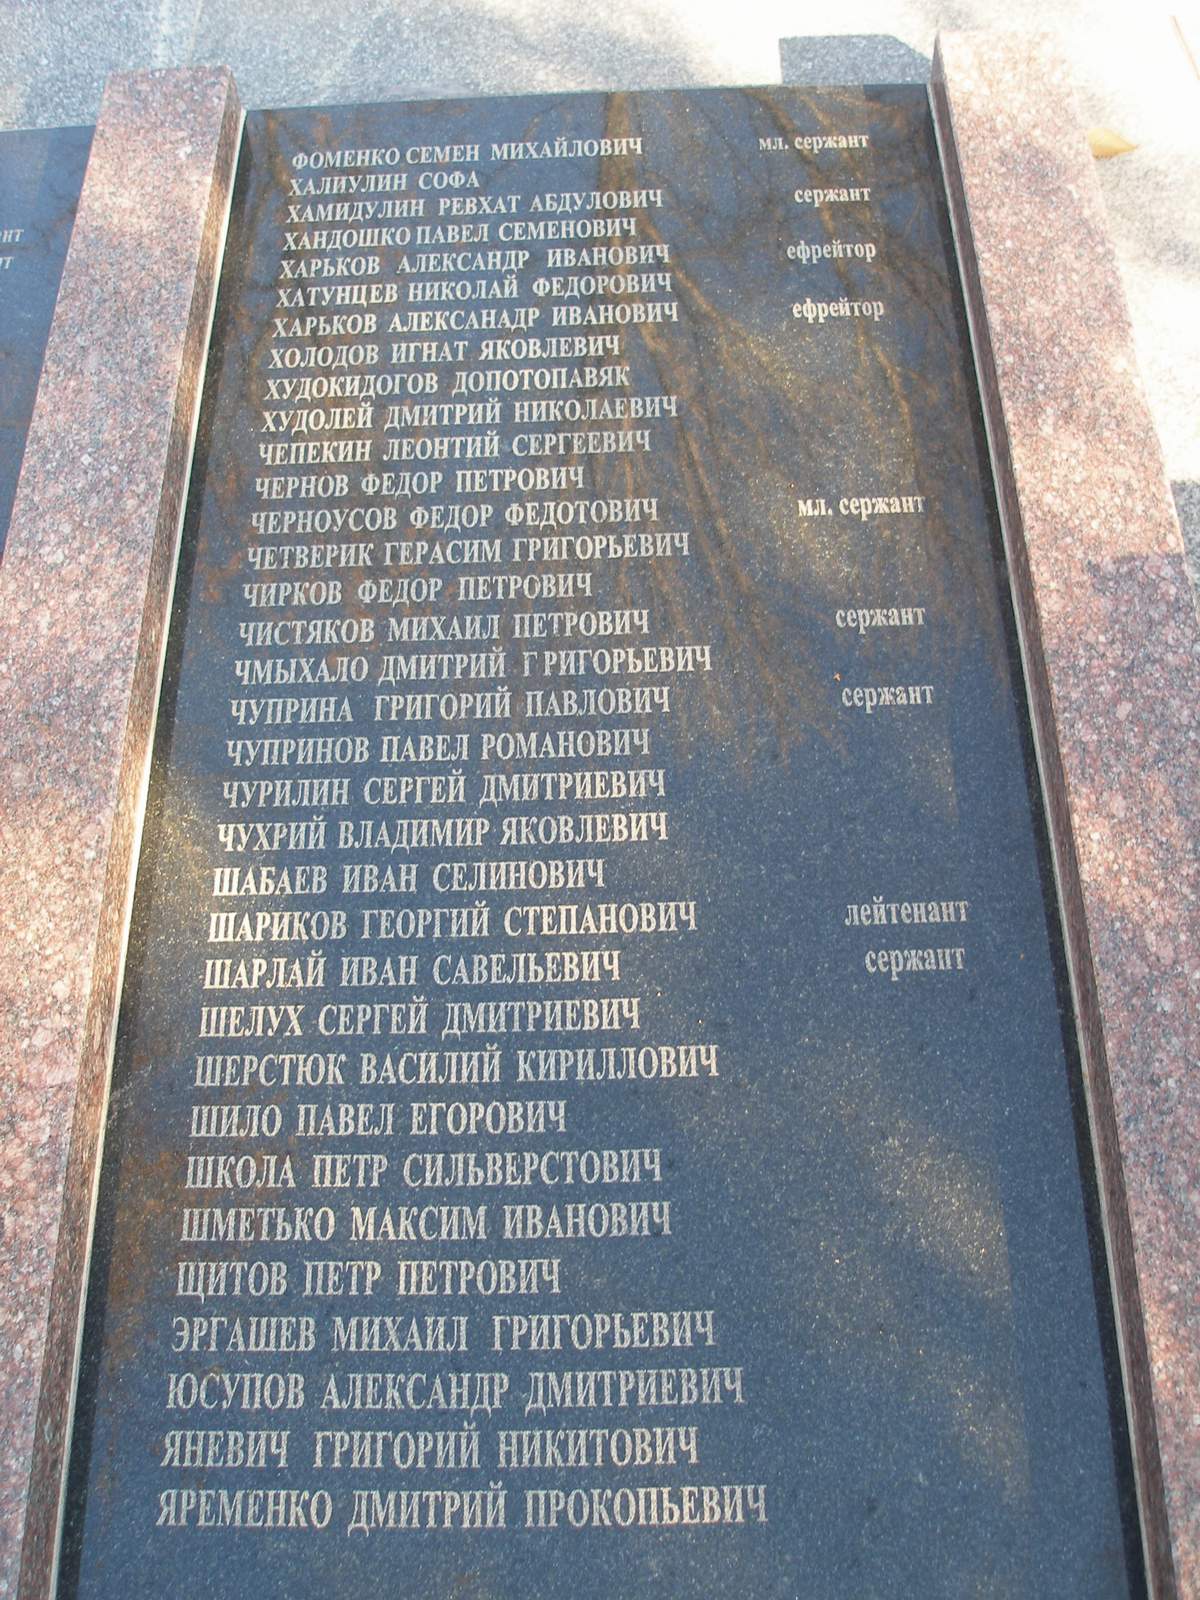 ФОМЕНКО СЕМЕН МИХАЙЛОВИЧ мл. сержант
ХАЛИУЛИН СОФА
ХАМИДУЛИН РЕВХАТ АБДУЛОВИЧ сержант
ХАНДОШКО ПАВЕЛ СЕМЕНОВИЧ
ХАРЬКОВ АЛЕКСАНДР ИВАНОВИЧ ефрейтор
ХАТУНЦЕВ НИКОЛАЙ ФЕДОРОВИЧ
ХАРЬКОВ АЛЕКСАНАДР ИВАНОВИЧ ефрейтор
ХОЛОДОВ ИГНАТ ЯКОВЛЕВИЧ
ХУДОКИДОГОВ ДОПОТОПАВЯК
ХУДОЛЕЙ ДМИТРИЙ НИКОЛАЕВИЧ
ЧЕПЕКИН ЛЕОНТИЙ СЕРГЕЕВИЧ
ЧЕРНОВ ФЕДОР ПЕТРОВИЧ
ЧЕРНОУСОВ ФЕДОР ФЕДОТОВИЧ мл. сержант
ЧЕТВЕРИК ГЕРАСИМ ГРИГОРЬЕВИЧ
ЧИРКОВ ФЕДОР ПЕТРОВИЧ
ЧИСТЯКОВ МИХАИЛ ПЕТРОВИЧ сержант
ЧМЫХАЛО ДМИТРИЙ ГРИГОРЬЕВИЧ
ЧУПРИНА ГРИГОРИЙ ПАВЛОВИЧ сержант
ЧУПРИНОВ ПАВЕЛ РОМАНОВИЧ
ЧУРИЛИН СЕРГЕЙ ДМИТРИЕВИЧ
ЧУХРИЙ ВЛАДИМИР ЯКОВЛЕВИЧ
ШАБАЕВ ИВАН СЕЛИНОВИЧ
ШАРИКОВ ГЕОРГИЙ СТЕПАНОВИЧ лейтенант
ШАРЛАЙ ИВАН САВЕЛЬЕВИЧ сержант
ШЕЛУХ СЕРГЕЙ ДМИТРИЕВИЧ
ШЕРСТЮК ВАСИЛИЙ КИРИЛЛОВИЧ
ШИЛО ПАВЕЛ ЕГОРОВИЧ
ШКОЛА ПЕТР СИЛЬВЕРСТОВИЧ
ШМЕТЬКО МАКСИМ ИВАНОВИЧ
ЩИТОВ ПЕТР ПЕТРОВИЧ
ЭРГАШЕВ МИХАИЛ ГРИГОРЬЕВИЧ
ЮСУПОВ АЛЕКСАНДР ДМИТРИЕВИЧ
ЯНЕВИЧ ГРИГОРИЙ НИКИТОВИЧ
ЯРЕМЕНКО ДМИТРИЙ ПРОКОПЬЕВИЧ